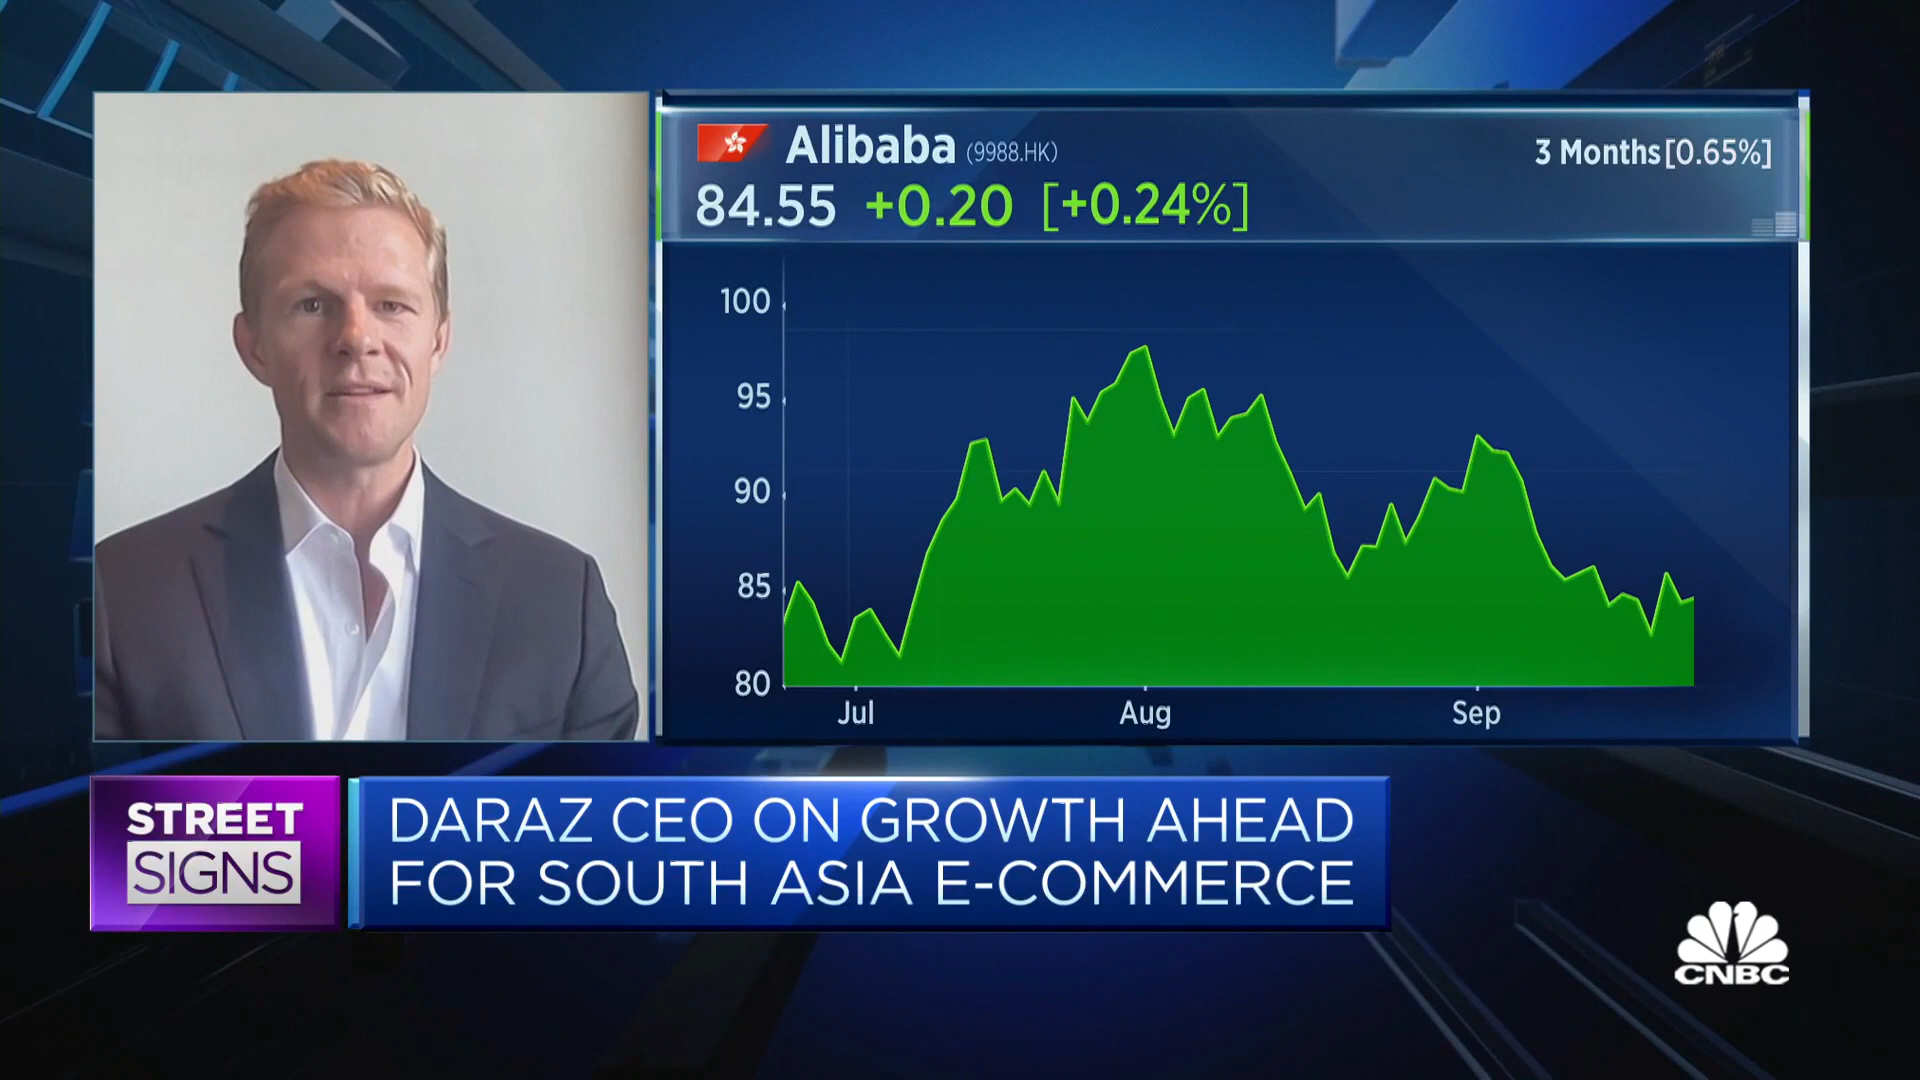 Alibaba (9988.HK)
3 Months [0.65%]
84.55 +0.20 [+0.24%]
100
95
90
85
80
Jul Aug Sep
STREET
SIGNS
DARAZ CEO ON GROWTH AHEAD
FOR SOUTH ASIA E-COMMERCE
CNBC